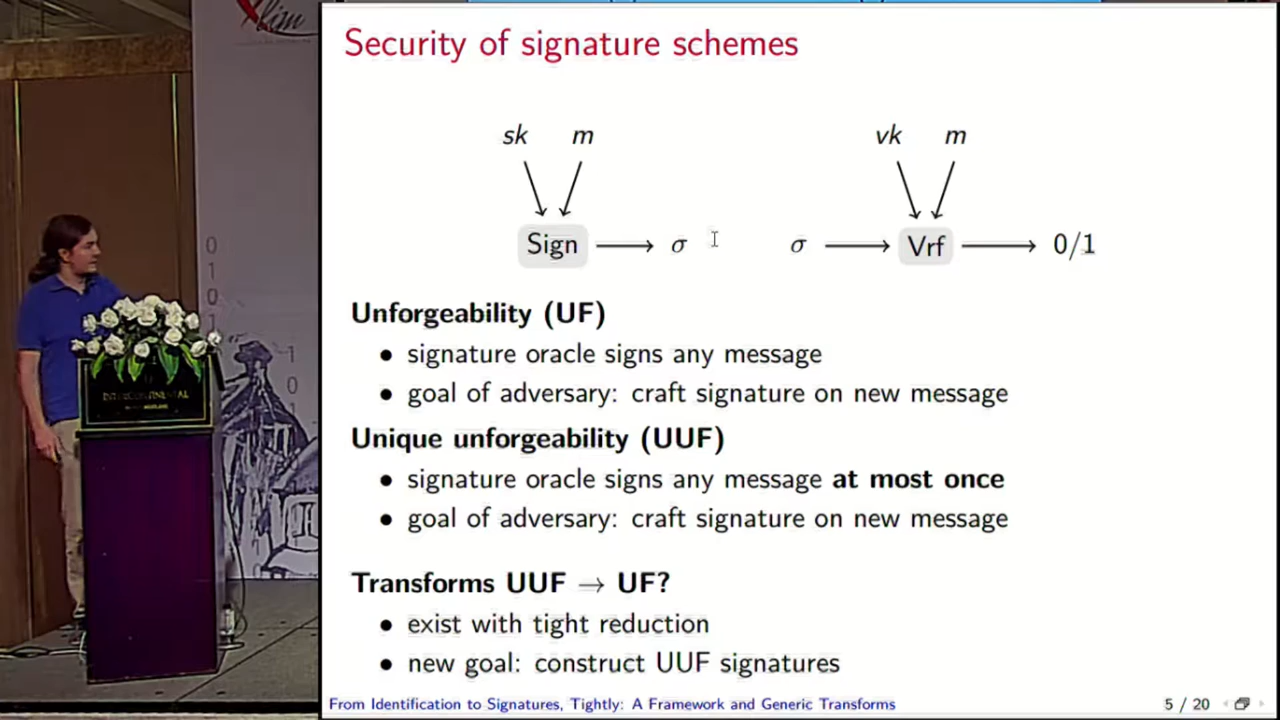 Security of signature schemes
sk m vk m
Sign ⟶ σ σ ⟶ Vrf ⟶ 0/1
Unforgeability (UF)
• signature oracle signs any message
• goal of adversary: craft signature on new message
Unique unforgeability (UUF)
• signature oracle signs any message at most once
• goal of adversary: craft signature on new message
Transforms UUF → UF?
• exist with tight reduction
• new goal: construct UUF signatures
From Identification to Signatures, Tightly: A Framework and Generic Transforms 5 / 20
INTERCONTINENTAL